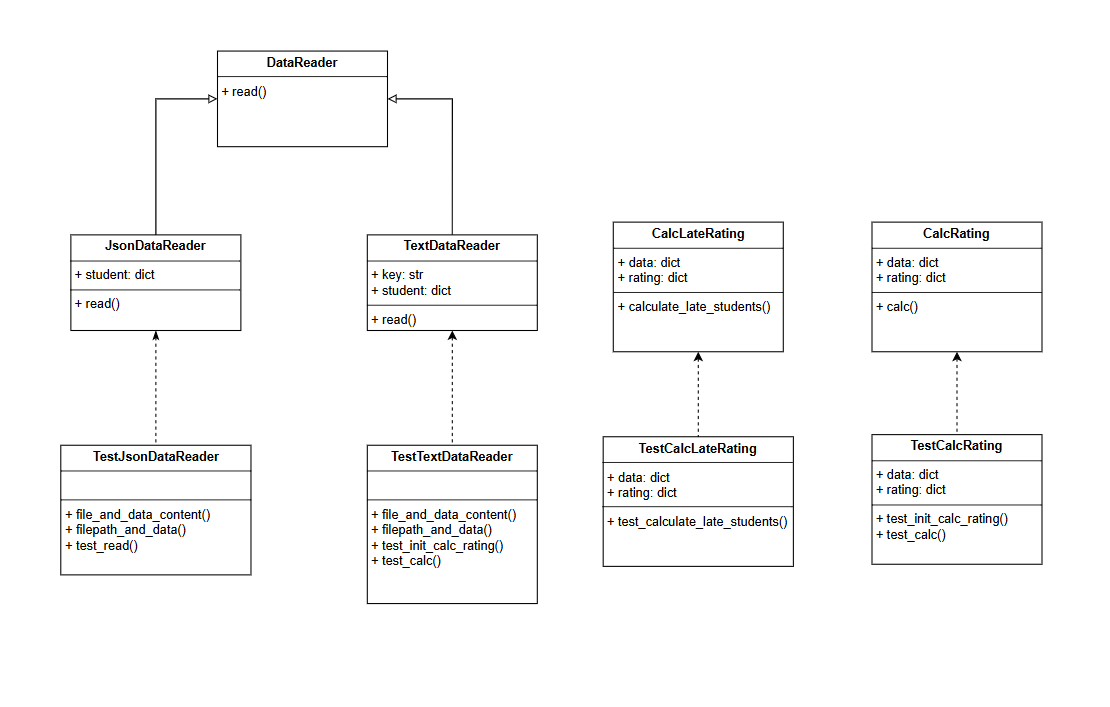 DataReader
+ read()
JsonDataReader
+ student: dict
+ read()
TextDataReader
+ key: str
+ student: dict
+ read()
CalcLateRating
+ data: dict
+ rating: dict
+ calculate_late_students()
CalcRating
+ data: dict
+ rating: dict
+ calc()
TestJsonDataReader
+ file_and_data_content()
+ filepath_and_data()
+ test_read()
TestTextDataReader
+ file_and_data_content()
+ filepath_and_data()
+ test_init_calc_rating()
+ test_calc()
TestCalcLateRating
+ data: dict
+ rating: dict
+ test_calculate_late_students()
TestCalcRating
+ data: dict
+ rating: dict
+ test_init_calc_rating()
+ test_calc()